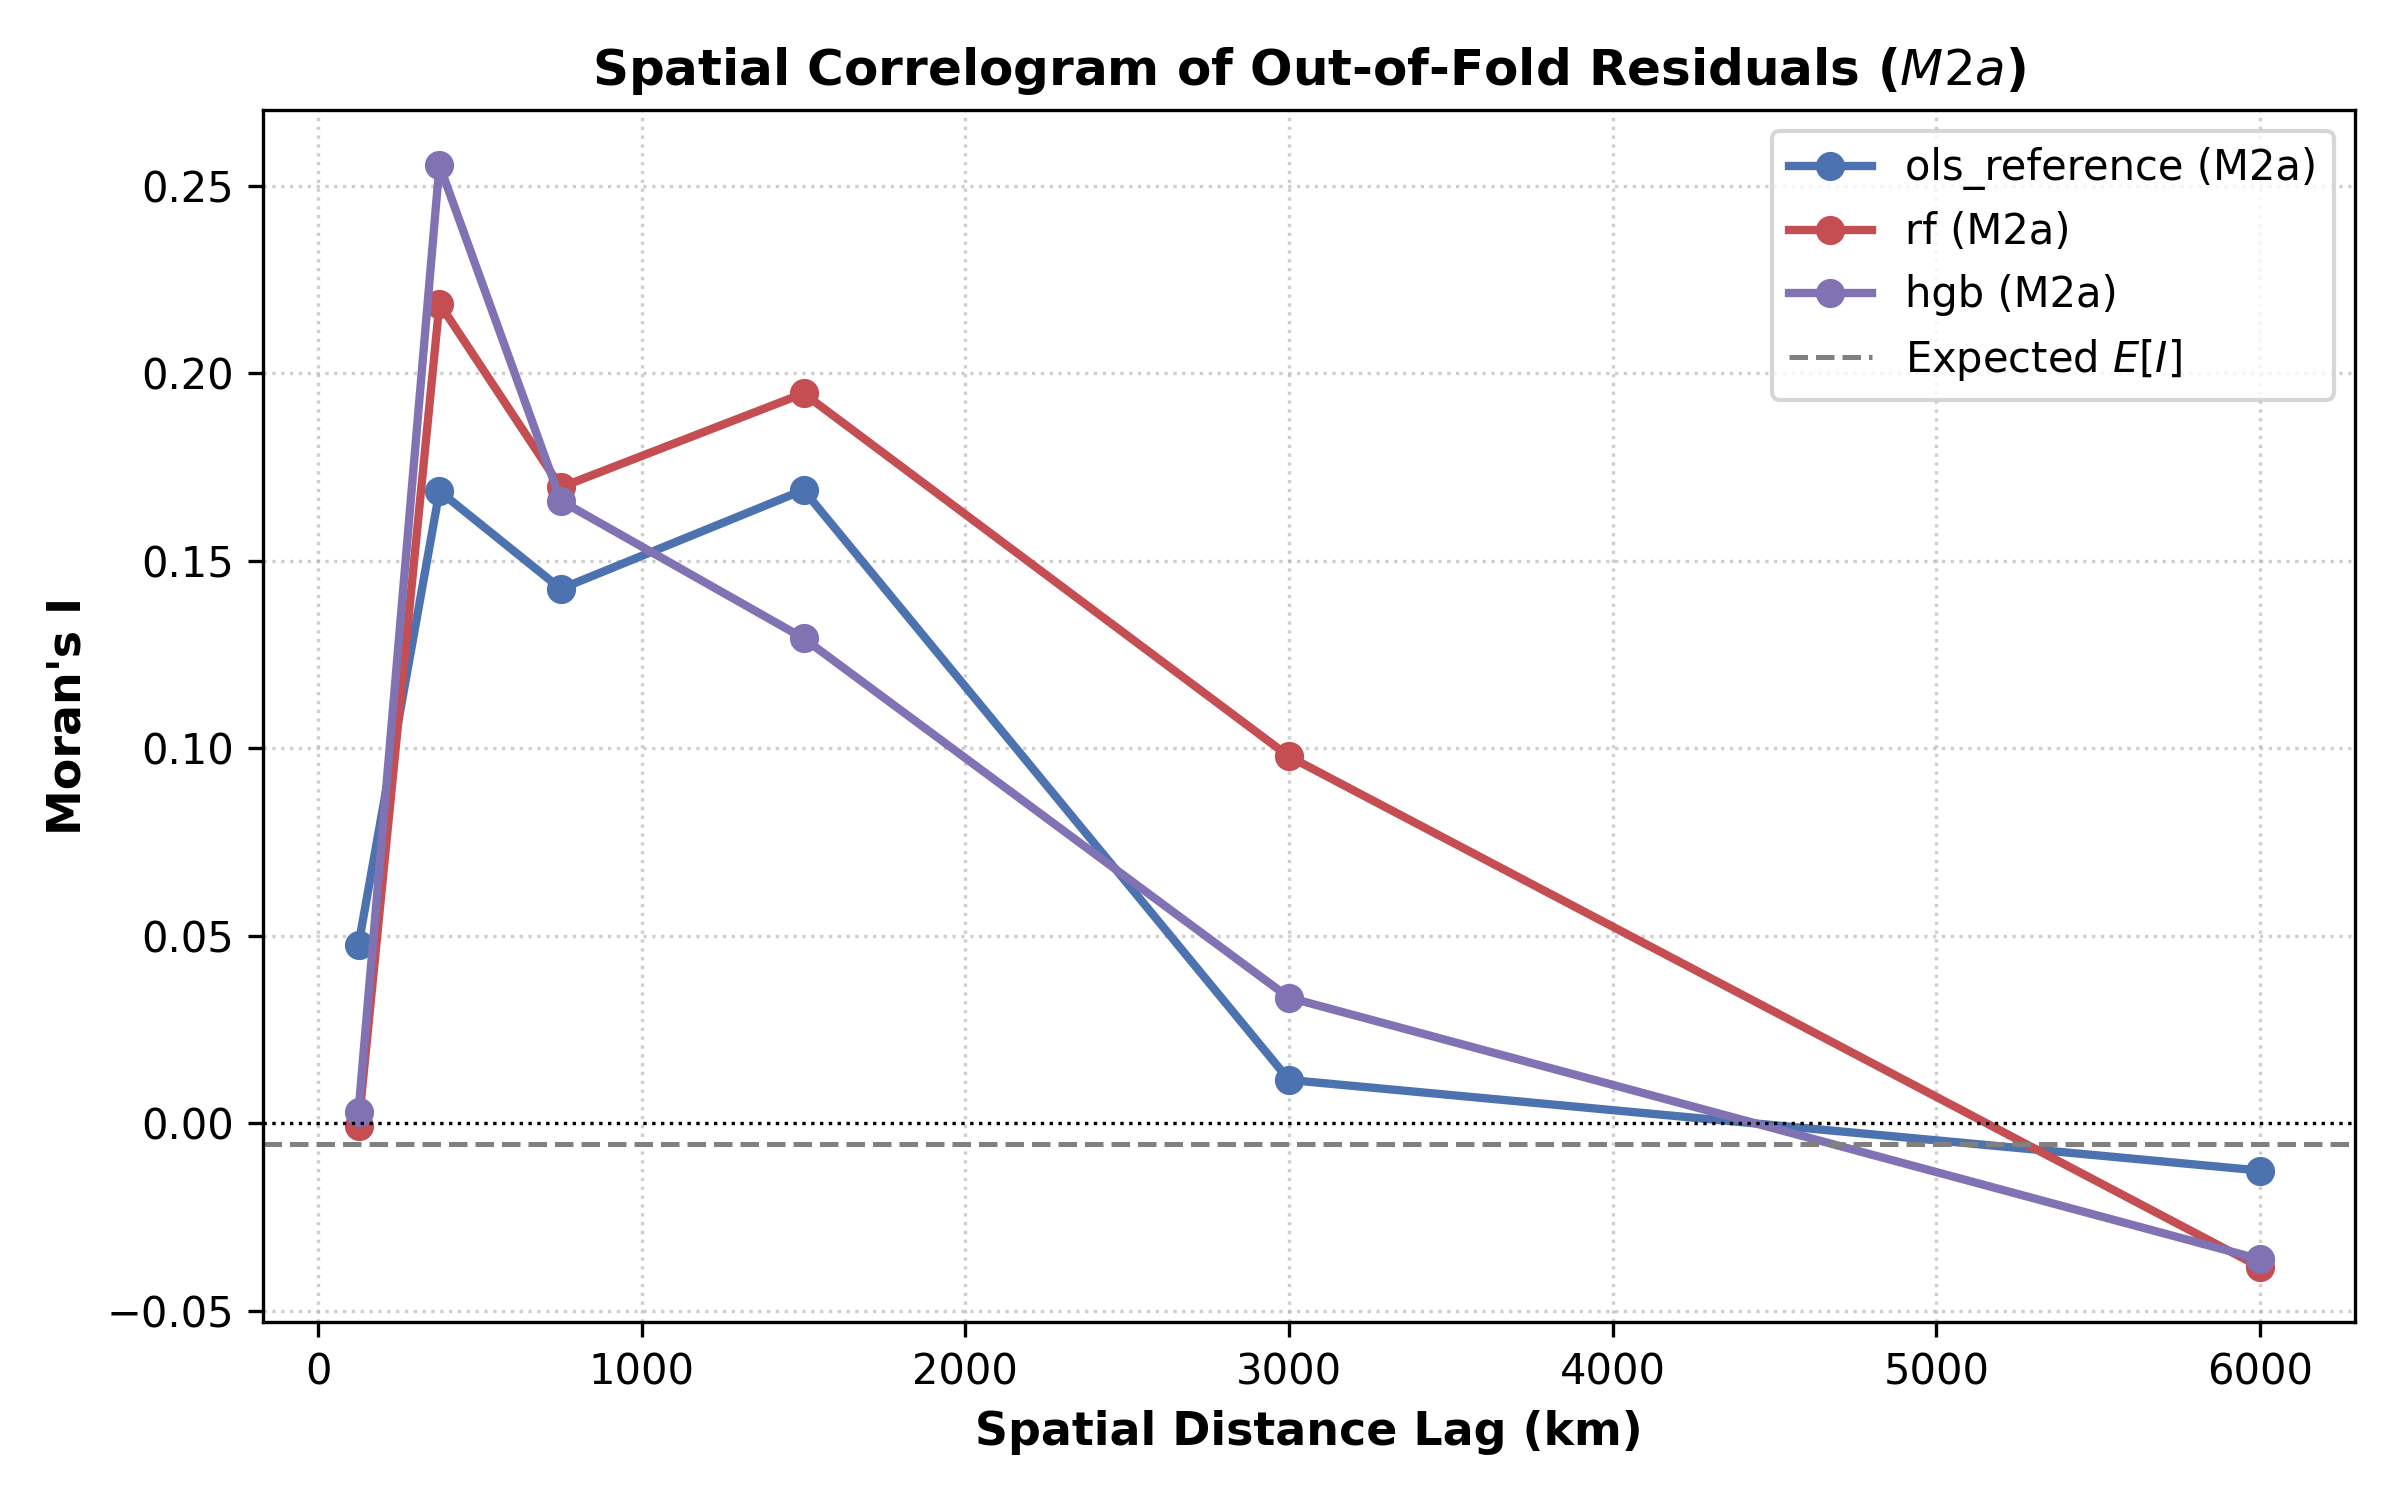 Spatial Correlogram of Out-of-Fold Residuals (M2a)
ols_reference (M2a)
rf (M2a)
hgb (M2a)
Expected E[I]
Moran's I
0.25
0.20
0.15
0.10
0.05
0.00
−0.05
0 1000 2000 3000 4000 5000 6000
Spatial Distance Lag (km)